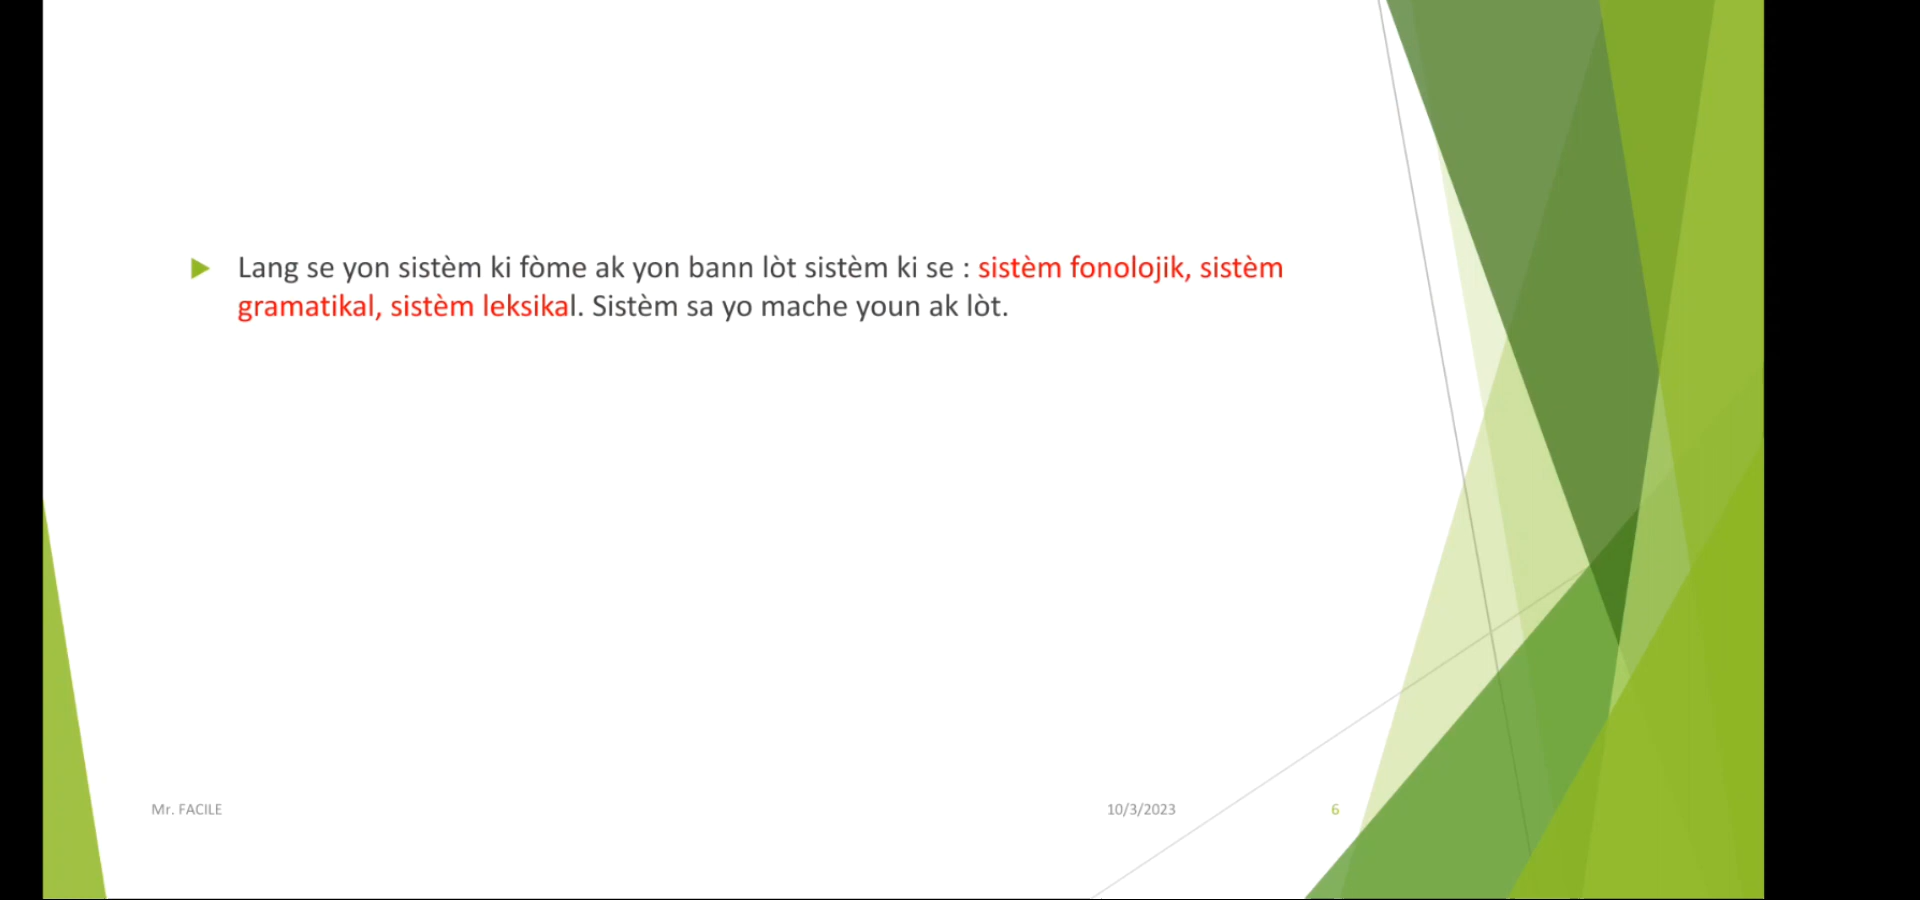 Lang se yon sistèm ki fòme ak yon bann lòt sistèm ki se : sistèm fonolojik, sistèm
gramatikal, sistèm leksikal. Sistèm sa yo mache youn ak lòt.
Mr. FACILE
10/3/2023
6